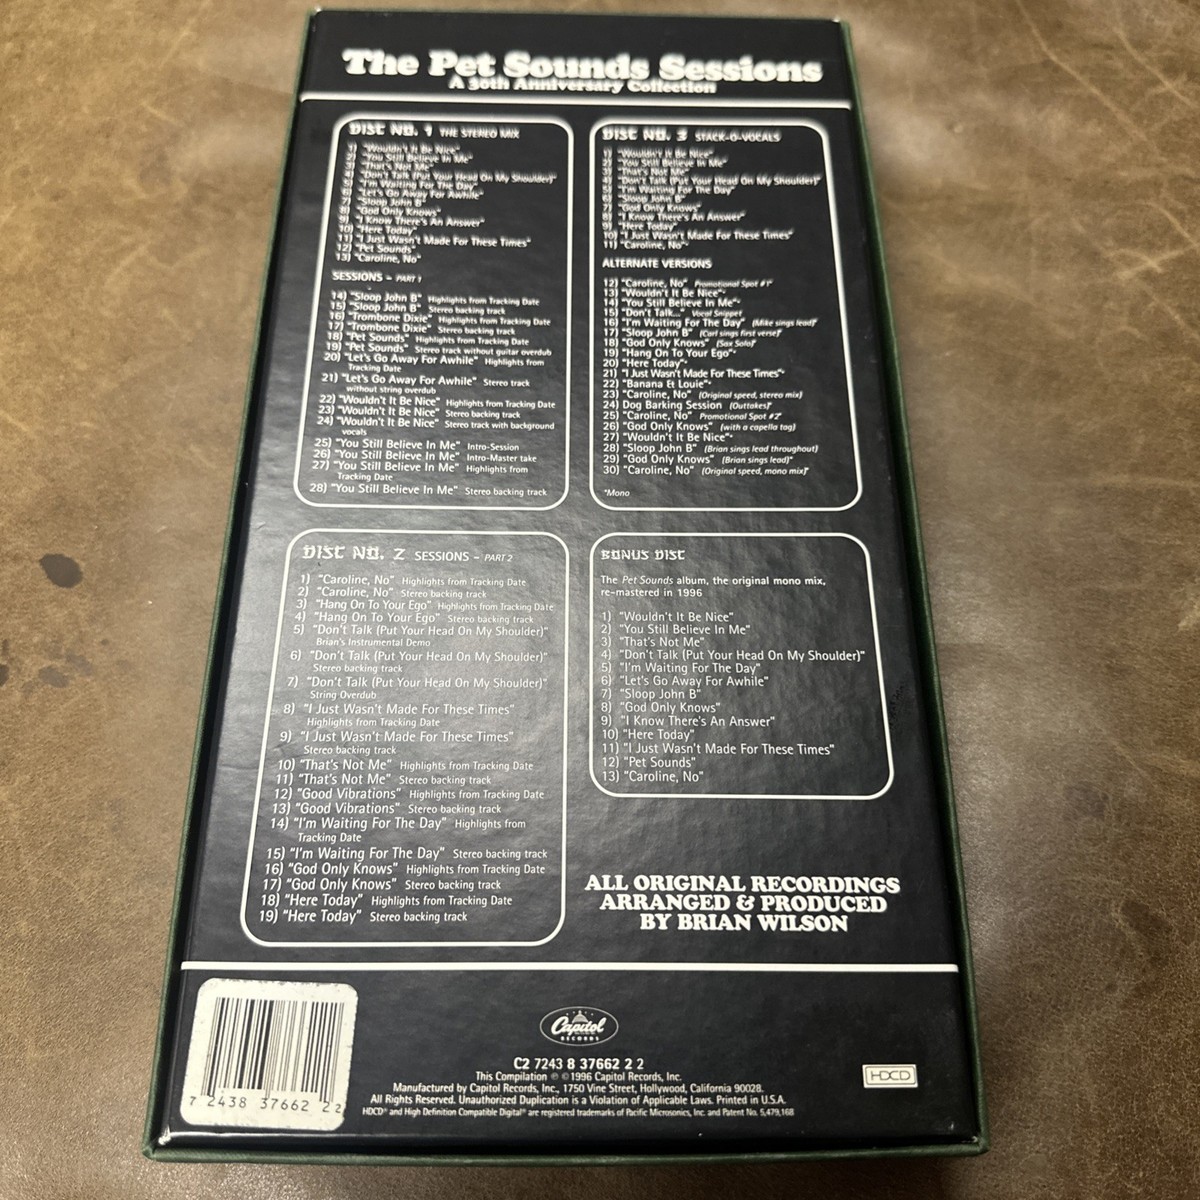 The Pet Sounds Sessions
A 30th Anniversary Collection
DISC NO. 1 THE STEREO MIX
1) "Wouldn't It Be Nice"
2) "You Still Believe In Me"
3) "That's Not Me"
4) "Don't Talk (Put Your Head On My Shoulder)"
5) "I'm Waiting For The Day"
6) "Let's Go Away For Awhile"
7) "Sloop John B"
8) "God Only Knows"
9) "I Know There's An Answer"
10) "Here Today"
11) "I Just Wasn't Made For These Times"
12) "Pet Sounds"
13) "Caroline, No"
SESSIONS – PART 1
14) "Sloop John B" Highlights from Tracking Date
15) "Sloop John B" Stereo backing track
16) "Trombone Dixie" Highlights from Tracking Date
17) "Trombone Dixie" Stereo backing track
18) "Pet Sounds" Highlights from Tracking Date
19) "Pet Sounds" Stereo track without guitar overdub
20) "Let's Go Away For Awhile" Highlights from
Tracking Date
21) "Let's Go Away For Awhile" Stereo track
without string overdub
22) "Wouldn't It Be Nice" Highlights from Tracking Date
23) "Wouldn't It Be Nice" Stereo backing track
24) "Wouldn't It Be Nice" Stereo track with background
vocals
25) "You Still Believe In Me" Intro-Session
26) "You Still Believe In Me" Intro-Master take
27) "You Still Believe In Me" Highlights from
Tracking Date
28) "You Still Believe In Me" Stereo backing track
DISC NO. 2 SESSIONS – PART 2
1) "Caroline, No" Highlights from Tracking Date
2) "Caroline, No" Stereo backing track
3) "Hang On To Your Ego" Highlights from Tracking Date
4) "Hang On To Your Ego" Stereo backing track
5) "Don't Talk (Put Your Head On My Shoulder)"
Brian's Instrumental Demo
6) "Don't Talk (Put Your Head On My Shoulder)"
Stereo backing track
7) "Don't Talk (Put Your Head On My Shoulder)"
String Overdub
8) "I Just Wasn't Made For These Times"
Highlights from Tracking Date
9) "I Just Wasn't Made For These Times"
Stereo backing track
10) "That's Not Me" Highlights from Tracking Date
11) "That's Not Me" Stereo backing track
12) "Good Vibrations" Highlights from Tracking Date
13) "Good Vibrations" Stereo backing track
14) "I'm Waiting For The Day" Highlights from
Tracking Date
15) "I'm Waiting For The Day" Stereo backing track
16) "God Only Knows" Highlights from Tracking Date
17) "God Only Knows" Stereo backing track
18) "Here Today" Highlights from Tracking Date
19) "Here Today" Stereo backing track
DISC NO. 3 STACK-O-VOCALS
1) "Wouldn't It Be Nice"
2) "You Still Believe In Me"
3) "That's Not Me"
4) "Don't Talk (Put Your Head On My Shoulder)"
5) "I'm Waiting For The Day"
6) "Sloop John B"
7) "God Only Knows"
8) "I Know There's An Answer"
9) "Here Today"
10) "I Just Wasn't Made For These Times"
11) "Caroline, No"
ALTERNATE VERSIONS
12) "Caroline, No" Promotional Spot #1*
13) "Wouldn't It Be Nice"*
14) "You Still Believe In Me"*
15) "Don't Talk..." Vocal Snippet
16) "I'm Waiting For The Day" (Mike sings lead)*
17) "Sloop John B" (Carl sings first verse)*
18) "God Only Knows" (Sax Solo)*
19) "Hang On To Your Ego"*
20) "Here Today"*
21) "I Just Wasn't Made For These Times"*
22) "Banana & Louie"*
23) "Caroline, No" (Original speed, stereo mix)
24) Dog Barking Session (Outtakes)*
25) "Caroline, No" Promotional Spot #2*
26) "God Only Knows" (with a capella tag)
27) "Wouldn't It Be Nice"*
28) "Sloop John B" (Brian sings lead throughout)
29) "God Only Knows" (Brian sings lead)*
30) "Caroline, No" (Original speed, mono mix)*
*Mono
BONUS DISC
The Pet Sounds album, the original mono mix,
re-mastered in 1996
1) "Wouldn't It Be Nice"
2) "You Still Believe In Me"
3) "That's Not Me"
4) "Don't Talk (Put Your Head On My Shoulder)"
5) "I'm Waiting For The Day"
6) "Let's Go Away For Awhile"
7) "Sloop John B"
8) "God Only Knows"
9) "I Know There's An Answer"
10) "Here Today"
11) "I Just Wasn't Made For These Times"
12) "Pet Sounds"
13) "Caroline, No"
ALL ORIGINAL RECORDINGS
ARRANGED & PRODUCED
BY BRIAN WILSON
7 2438 37662 22
Capitol
RECORDS
C2 7243 8 37662 2 2
This Compilation ℗ ©1996 Capitol Records, Inc.
Manufactured by Capitol Records, Inc., 1750 Vine Street, Hollywood, California 90028.
All Rights Reserved. Unauthorized Duplication is a Violation of Applicable Laws. Printed in U.S.A.
HDCD® and High Definition Compatible Digital® are registered trademarks of Pacific Microsonics, Inc. and Patent No. 5,479,168
HDCD